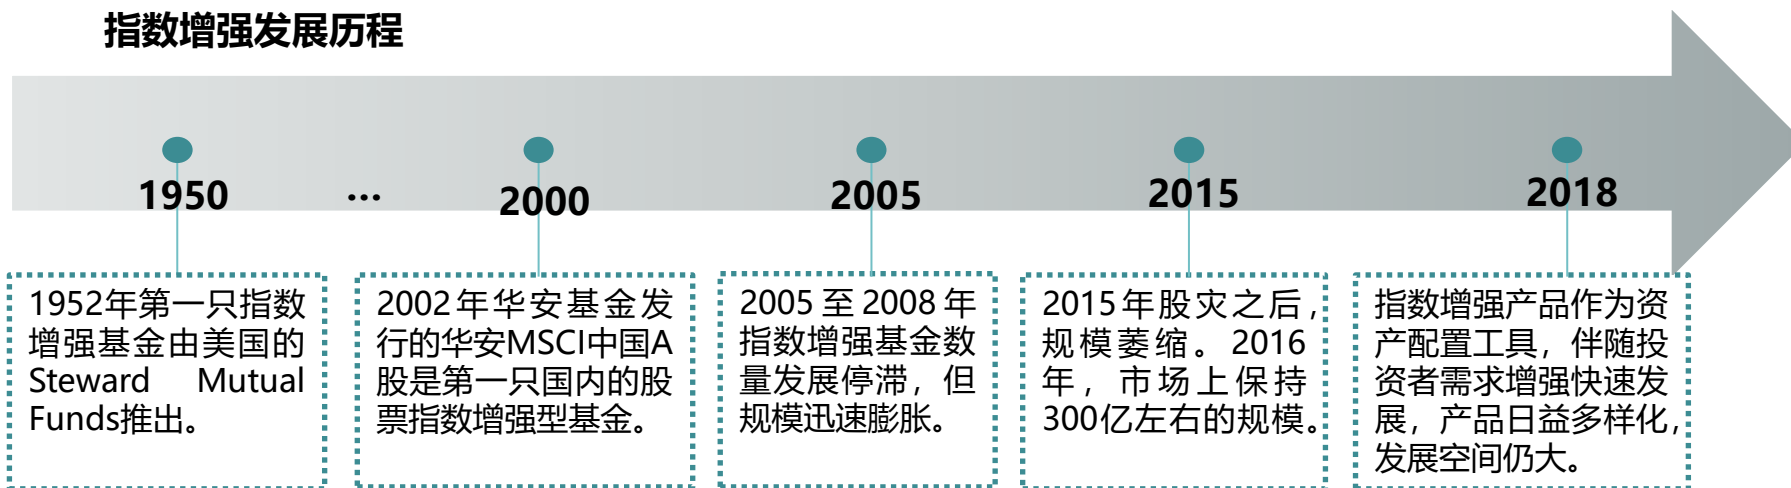 指数增强发展历程
1950
...
2000
2005
2015
2018
1952年第一只指数
增强基金由美国的
Steward Mutual
Funds推出。
2002年华安基金发
行的华安MSCI中国A
股是第一只国内的股
票指数增强型基金。
2005至2008年
指数增强基金数
量发展停滞，但
规模迅速膨胀。
2015年股灾之后，
规模萎缩。2016
年，市场上保持
300亿左右的规模。
指数增强产品作为资
产配置工具，伴随投
资者需求增强快速发
展，产品日益多样化，
发展空间仍大。